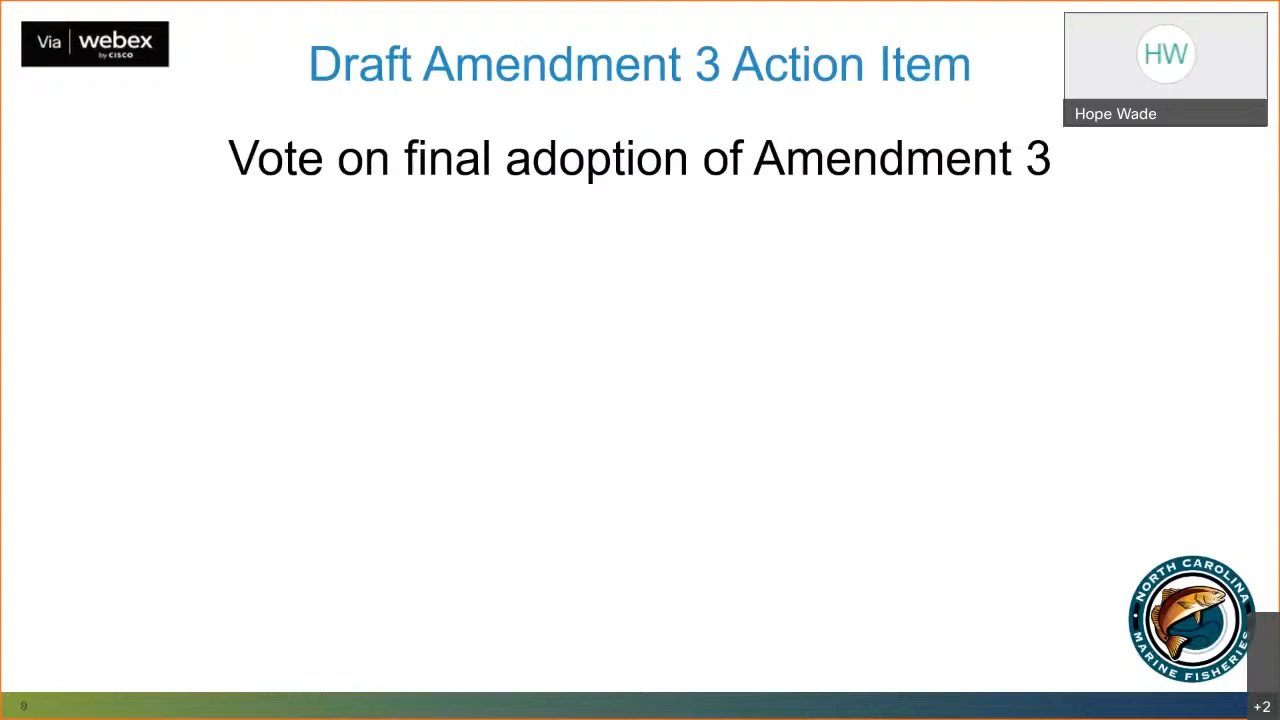 Via webex
by CISCO
Draft Amendment 3 Action Item
HW
Hope Wade
Vote on final adoption of Amendment 3
NORTH CAROLINA
MARINE FISHERIES
9
+2